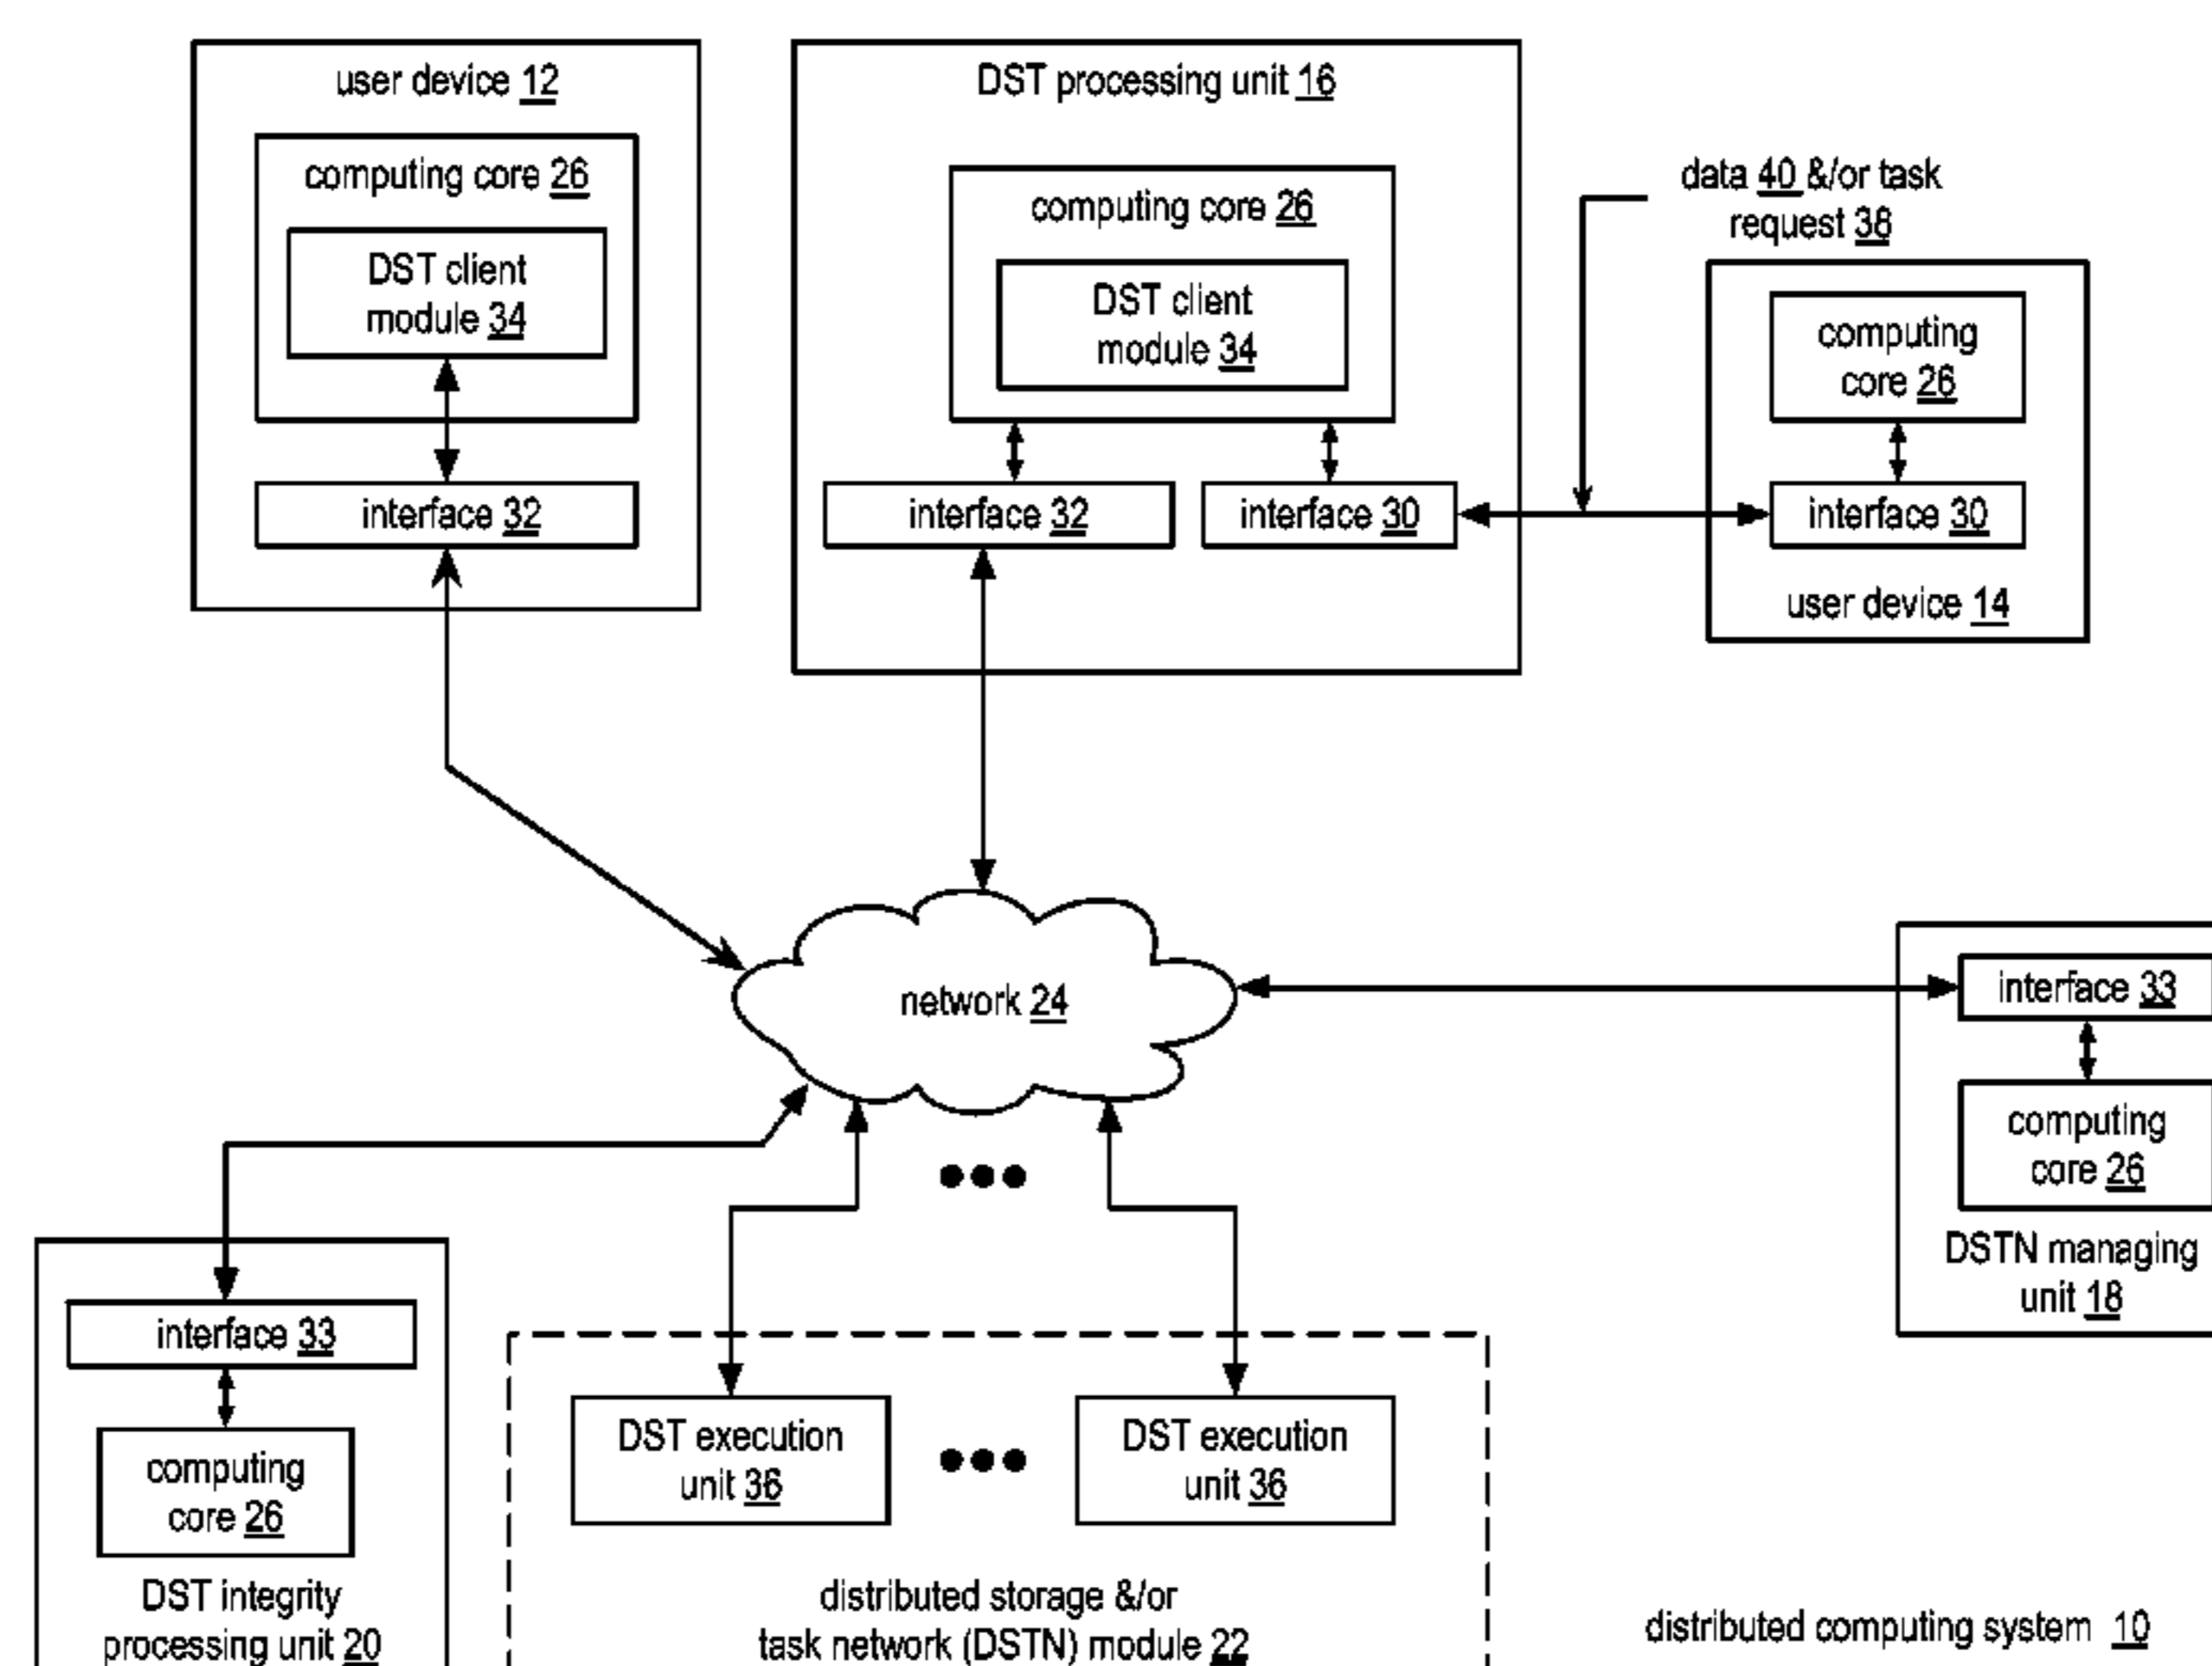 user device 12
computing core 26
DST client
module 34
interface 32
DST processing unit 16
computing core 26
DST client
module 34
interface 32
interface 30
data 40 &/or task
request 38
computing
core 26
interface 30
user device 14
network 24
interface 33
computing
core 26
DSTN managing
unit 18
interface 33
computing
core 26
DST integrity
processing unit 20
DST execution
unit 36
DST execution
unit 36
distributed storage &/or
task network (DSTN) module 22
distributed computing system 10